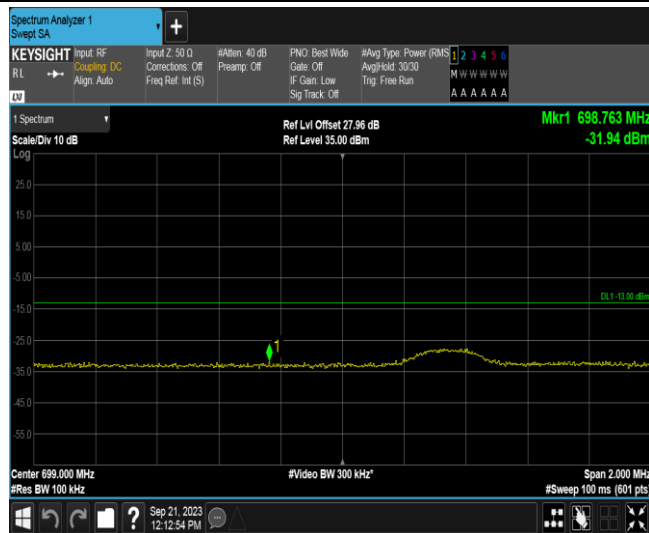 Spectrum Analyzer 1
Swept SA
KEYSIGHT
RL
LXI
Input: RF
Coupling: DC
Align: Auto
Input Z: 50 Ω
Corrections: Off
Freq Ref: Int (S)
#Atten: 40 dB
Preamp: Off
PNO: Best Wide
Gate: Off
IF Gain: Low
Sig Track: Off
#Avg Type: Power (RMS
Avg|Hold: 30/30
Trig: Free Run
1 2 3 4 5 6
M W W W W W
A A A A A A
1 Spectrum
Scale/Div 10 dB
Log
Ref Lvl Offset 27.96 dB
Ref Level 35.00 dBm
Mkr1 698.763 MHz
-31.94 dBm
25.0
15.0
5.00
-5.00
DL1 -13.00 dBm
-15.0
-25.0
1
-35.0
-45.0
-55.0
Center 699.000 MHz
#Res BW 100 kHz
#Video BW 300 kHz*
Span 2.000 MHz
#Sweep 100 ms (601 pts)
?
Sep 21, 2023
12:12:54 PM